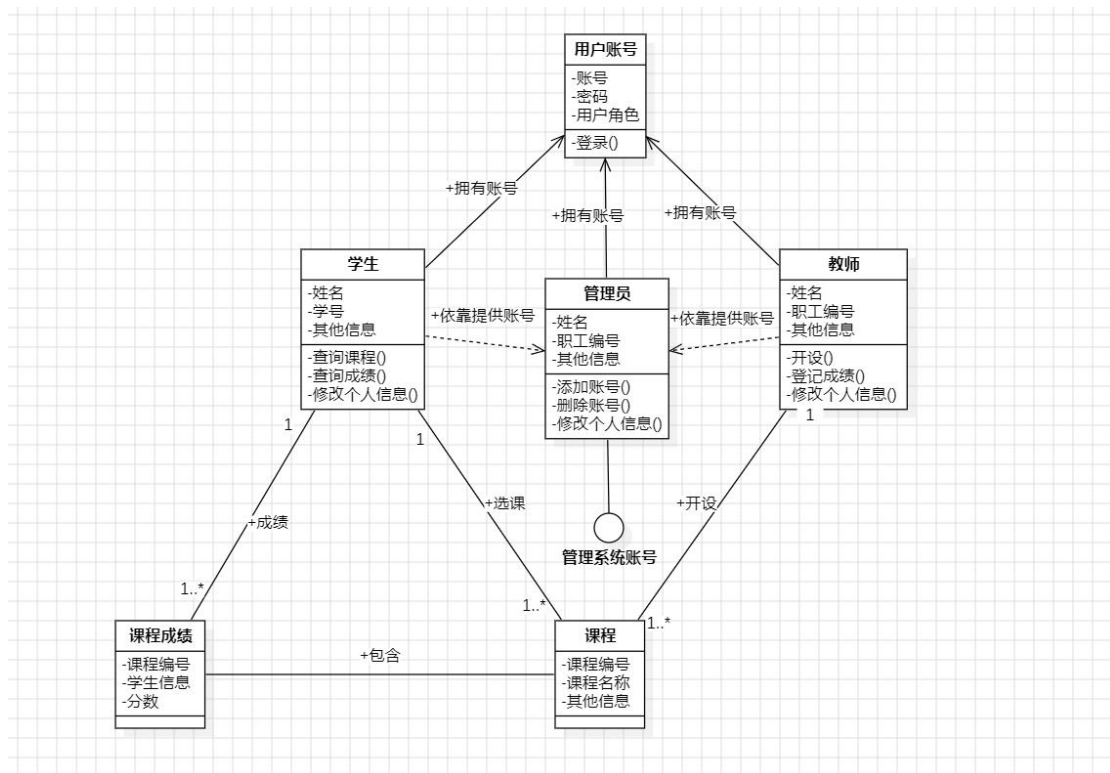 用户账号
-账号
-密码
-用户角色
-登录()
+拥有账号
+拥有账号
+拥有账号
学生
-姓名
-学号
-其他信息
-查询课程()
-查询成绩()
-修改个人信息()
+依靠提供账号
管理员
-姓名
-职工编号
-其他信息
-添加账号()
-删除账号()
-修改个人信息()
+依靠提供账号
教师
-姓名
-职工编号
-其他信息
-开设()
-登记成绩()
-修改个人信息()
1
1
1
+成绩
+选课
+开设
管理系统账号
1..*
1..*
1..*
课程成绩
-课程编号
-学生信息
-分数
+包含
课程
-课程编号
-课程名称
-其他信息